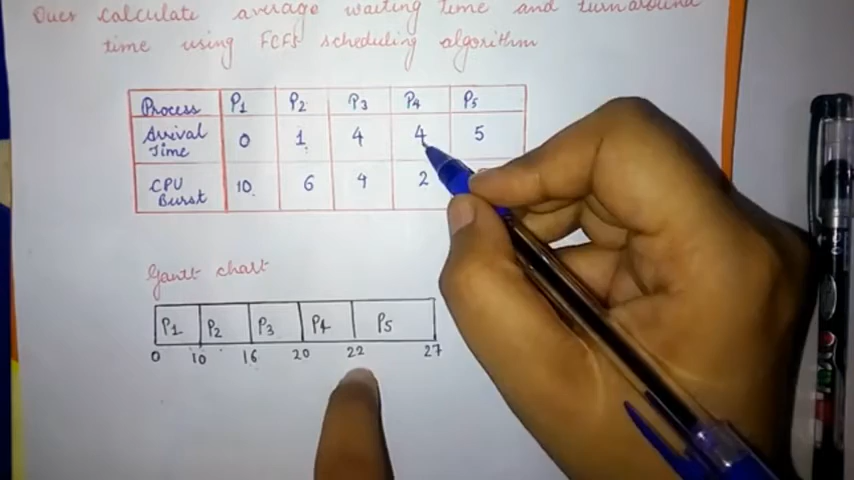 Ques calculate average waiting time and turnaround
time using FCFS scheduling algorithm
Process P1 P2 P3 P4 P5
Arrival Time 0 1 4 4 5
CPU Burst 10 6 4 2
Gantt chart
P1 P2 P3 P4 P5
0 10 16 20 22 27